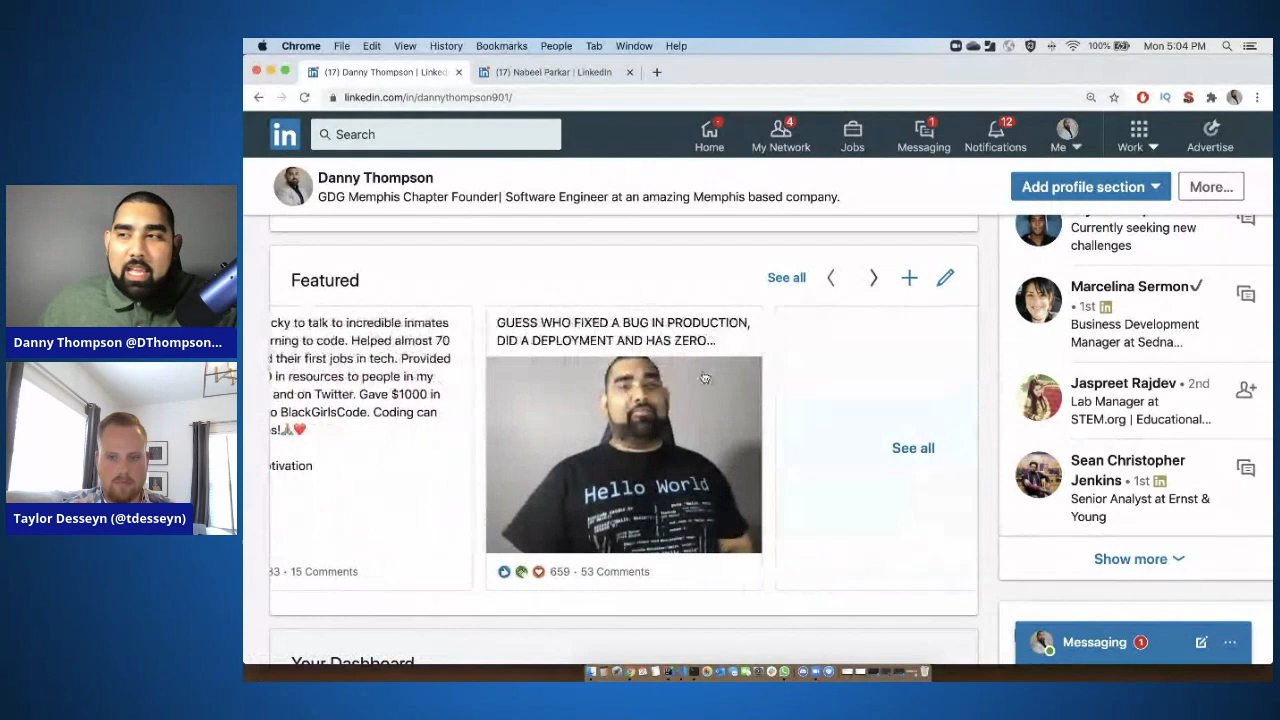 Chrome File Edit View History Bookmarks People Tab Window Help
100% Mon 5:04 PM
(17) Danny Thompson | Linked
(17) Nabeel Parkar | LinkedIn
linkedin.com/in/dannythompson901/
in
Search
Home
4
My Network
Jobs
1
Messaging
12
Notifications
Me
Work
Advertise
Danny Thompson
GDG Memphis Chapter Founder| Software Engineer at an amazing Memphis based company.
Add profile section
More...
Featured
See all
cky to talk to incredible inmates
rning to code. Helped almost 70
their first jobs in tech. Provided
in resources to people in my
and on Twitter. Gave $1000 in
o BlackGirlsCode. Coding can
s!🙏❤️
tivation
33 · 15 Comments
GUESS WHO FIXED A BUG IN PRODUCTION,
DID A DEPLOYMENT AND HAS ZERO...
Hello World
659 · 53 Comments
See all
Your Dashboard
Currently seeking new
challenges
Marcelina Sermon✓
• 1st in
Business Development
Manager at Sedna...
Jaspreet Rajdev • 2nd
Lab Manager at
STEM.org | Educational...
Sean Christopher
Jenkins • 1st in
Senior Analyst at Ernst &
Young
Show more
Messaging 1
Danny Thompson @DThompson...
Taylor Desseyn (@tdesseyn)